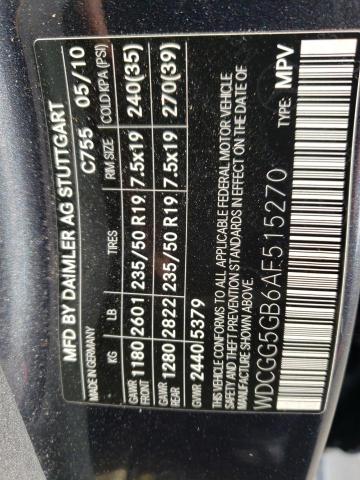 MFD BY DAIMLER AG STUTTGART
MADE IN GERMANY C755 05/10
KG LB TIRES RIM SIZE COLD KPA (PSI)
GAWR FRONT 1180 2601 235/50 R19 7.5x19 240(35)
GAWR REAR 1280 2822 235/50 R19 7.5x19 270(39)
GVWR 2440 5379
THIS VEHICLE CONFORMS TO ALL APPLICABLE FEDERAL MOTOR VEHICLE
SAFETY AND THEFT PREVENTION STANDARDS IN EFFECT ON THE DATE OF
MANUFACTURE SHOWN ABOVE.
WDCGG5GB6AF515270 TYPE: MPV